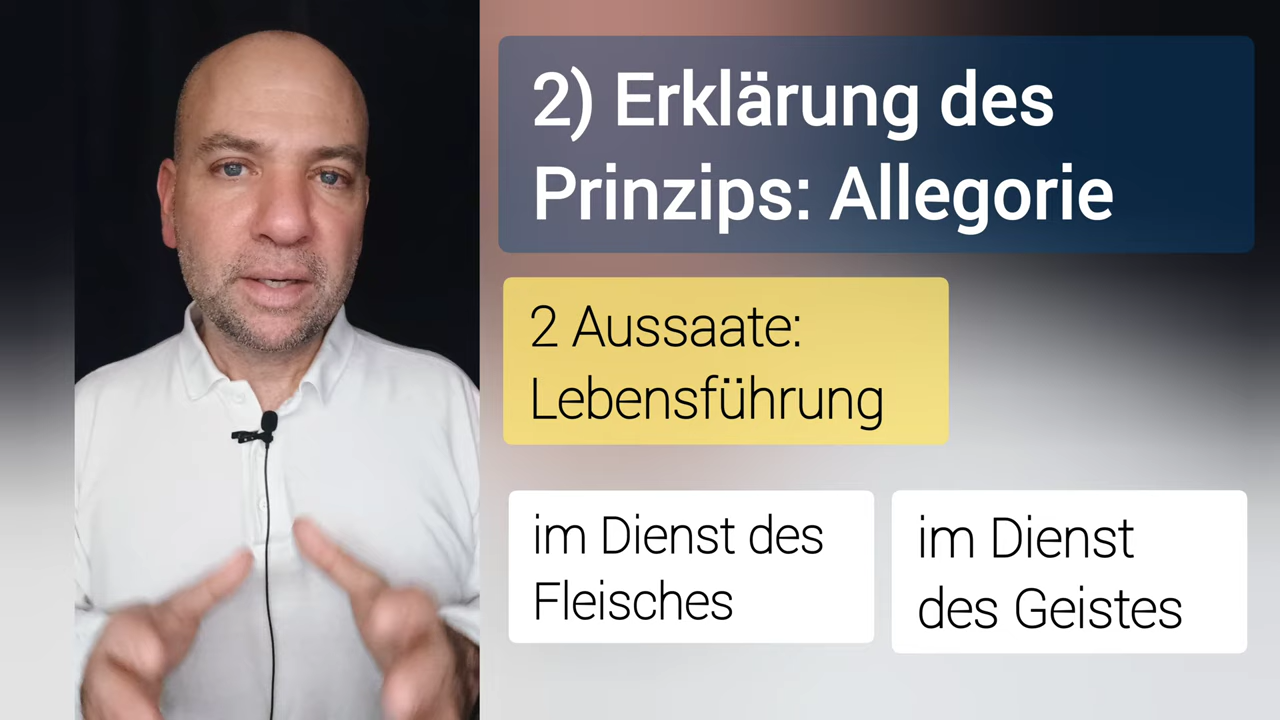 2) Erklärung des
Prinzips: Allegorie
2 Aussaate:
Lebensführung
im Dienst des
Fleisches
im Dienst
des Geistes